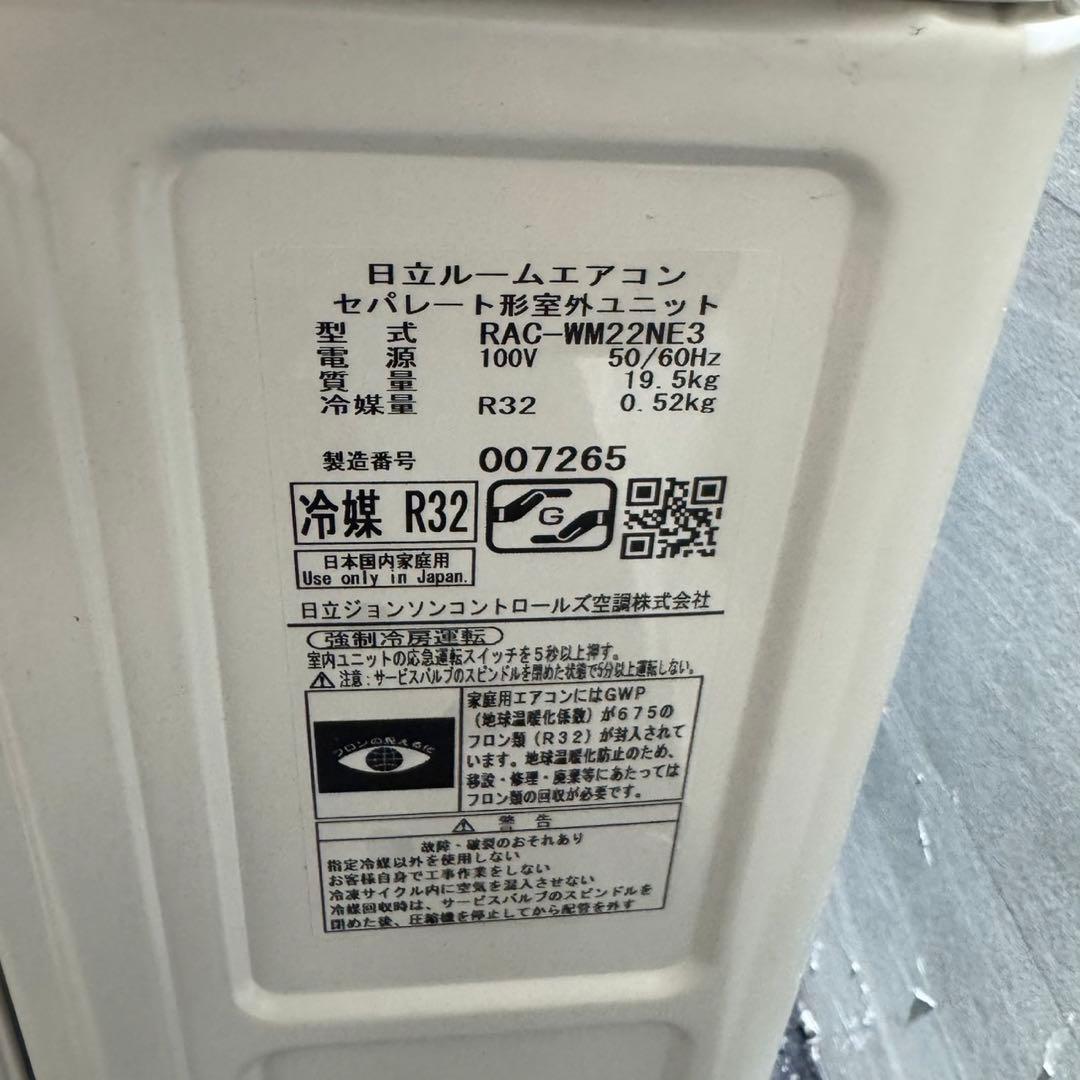 日立ルームエアコン
セパレート形室外ユニット
型 式 RAC-WM22NE3
電 源 100V 50/60Hz
質 量 19.5kg
冷媒量 R32 0.52kg
製造番号 007265
冷媒 R32
G
日本国内家庭用
Use only in Japan.
日立ジョンソンコントロールズ空調株式会社
強制冷房運転
室内ユニットの応急運転スイッチを5秒以上押す。
注意：サービスバルブのスピンドルを閉めた状態で5分以上運転しない。
フロンの見える化
家庭用エアコンにはGWP
（地球温暖化係数）が675の
フロン類（R32）が封入されて
います。地球温暖化防止のため、
移設・修理・廃棄等にあたっては
フロン類の回収が必要です。
警 告
故障・破裂のおそれあり
指定冷媒以外を使用しない
お客様自身で工事作業をしない
冷凍サイクル内に空気を混入させない
冷媒回収時は、サービスバルブのスピンドルを
閉めた後、圧縮機を停止してから配管を外す